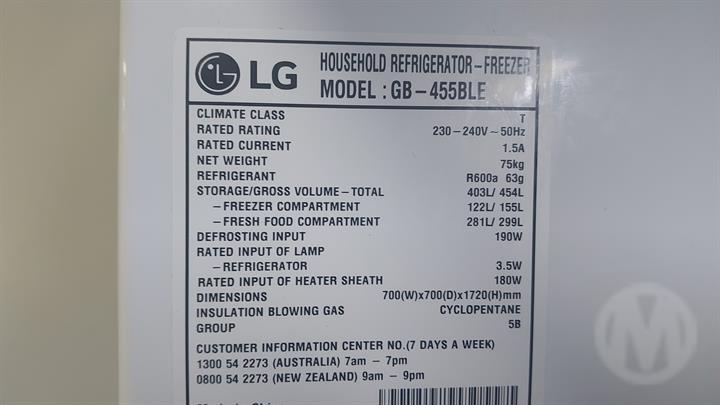 LG HOUSEHOLD REFRIGERATOR-FREEZER
MODEL : GB-455BLE
CLIMATE CLASS T
RATED RATING 230-240V-50Hz
RATED CURRENT 1.5A
NET WEIGHT 75kg
REFRIGERANT R600a 63g
STORAGE/GROSS VOLUME-TOTAL 403L/ 454L
-FREEZER COMPARTMENT 122L/ 155L
-FRESH FOOD COMPARTMENT 281L/ 299L
DEFROSTING INPUT 190W
RATED INPUT OF LAMP
-REFRIGERATOR 3.5W
RATED INPUT OF HEATER SHEATH 180W
DIMENSIONS 700(W)x700(D)x1720(H)mm
INSULATION BLOWING GAS CYCLOPENTANE
GROUP 5B
CUSTOMER INFORMATION CENTER NO.(7 DAYS A WEEK)
1300 54 2273 (AUSTRALIA) 7am - 7pm
0800 54 2273 (NEW ZEALAND) 9am - 9pm
M